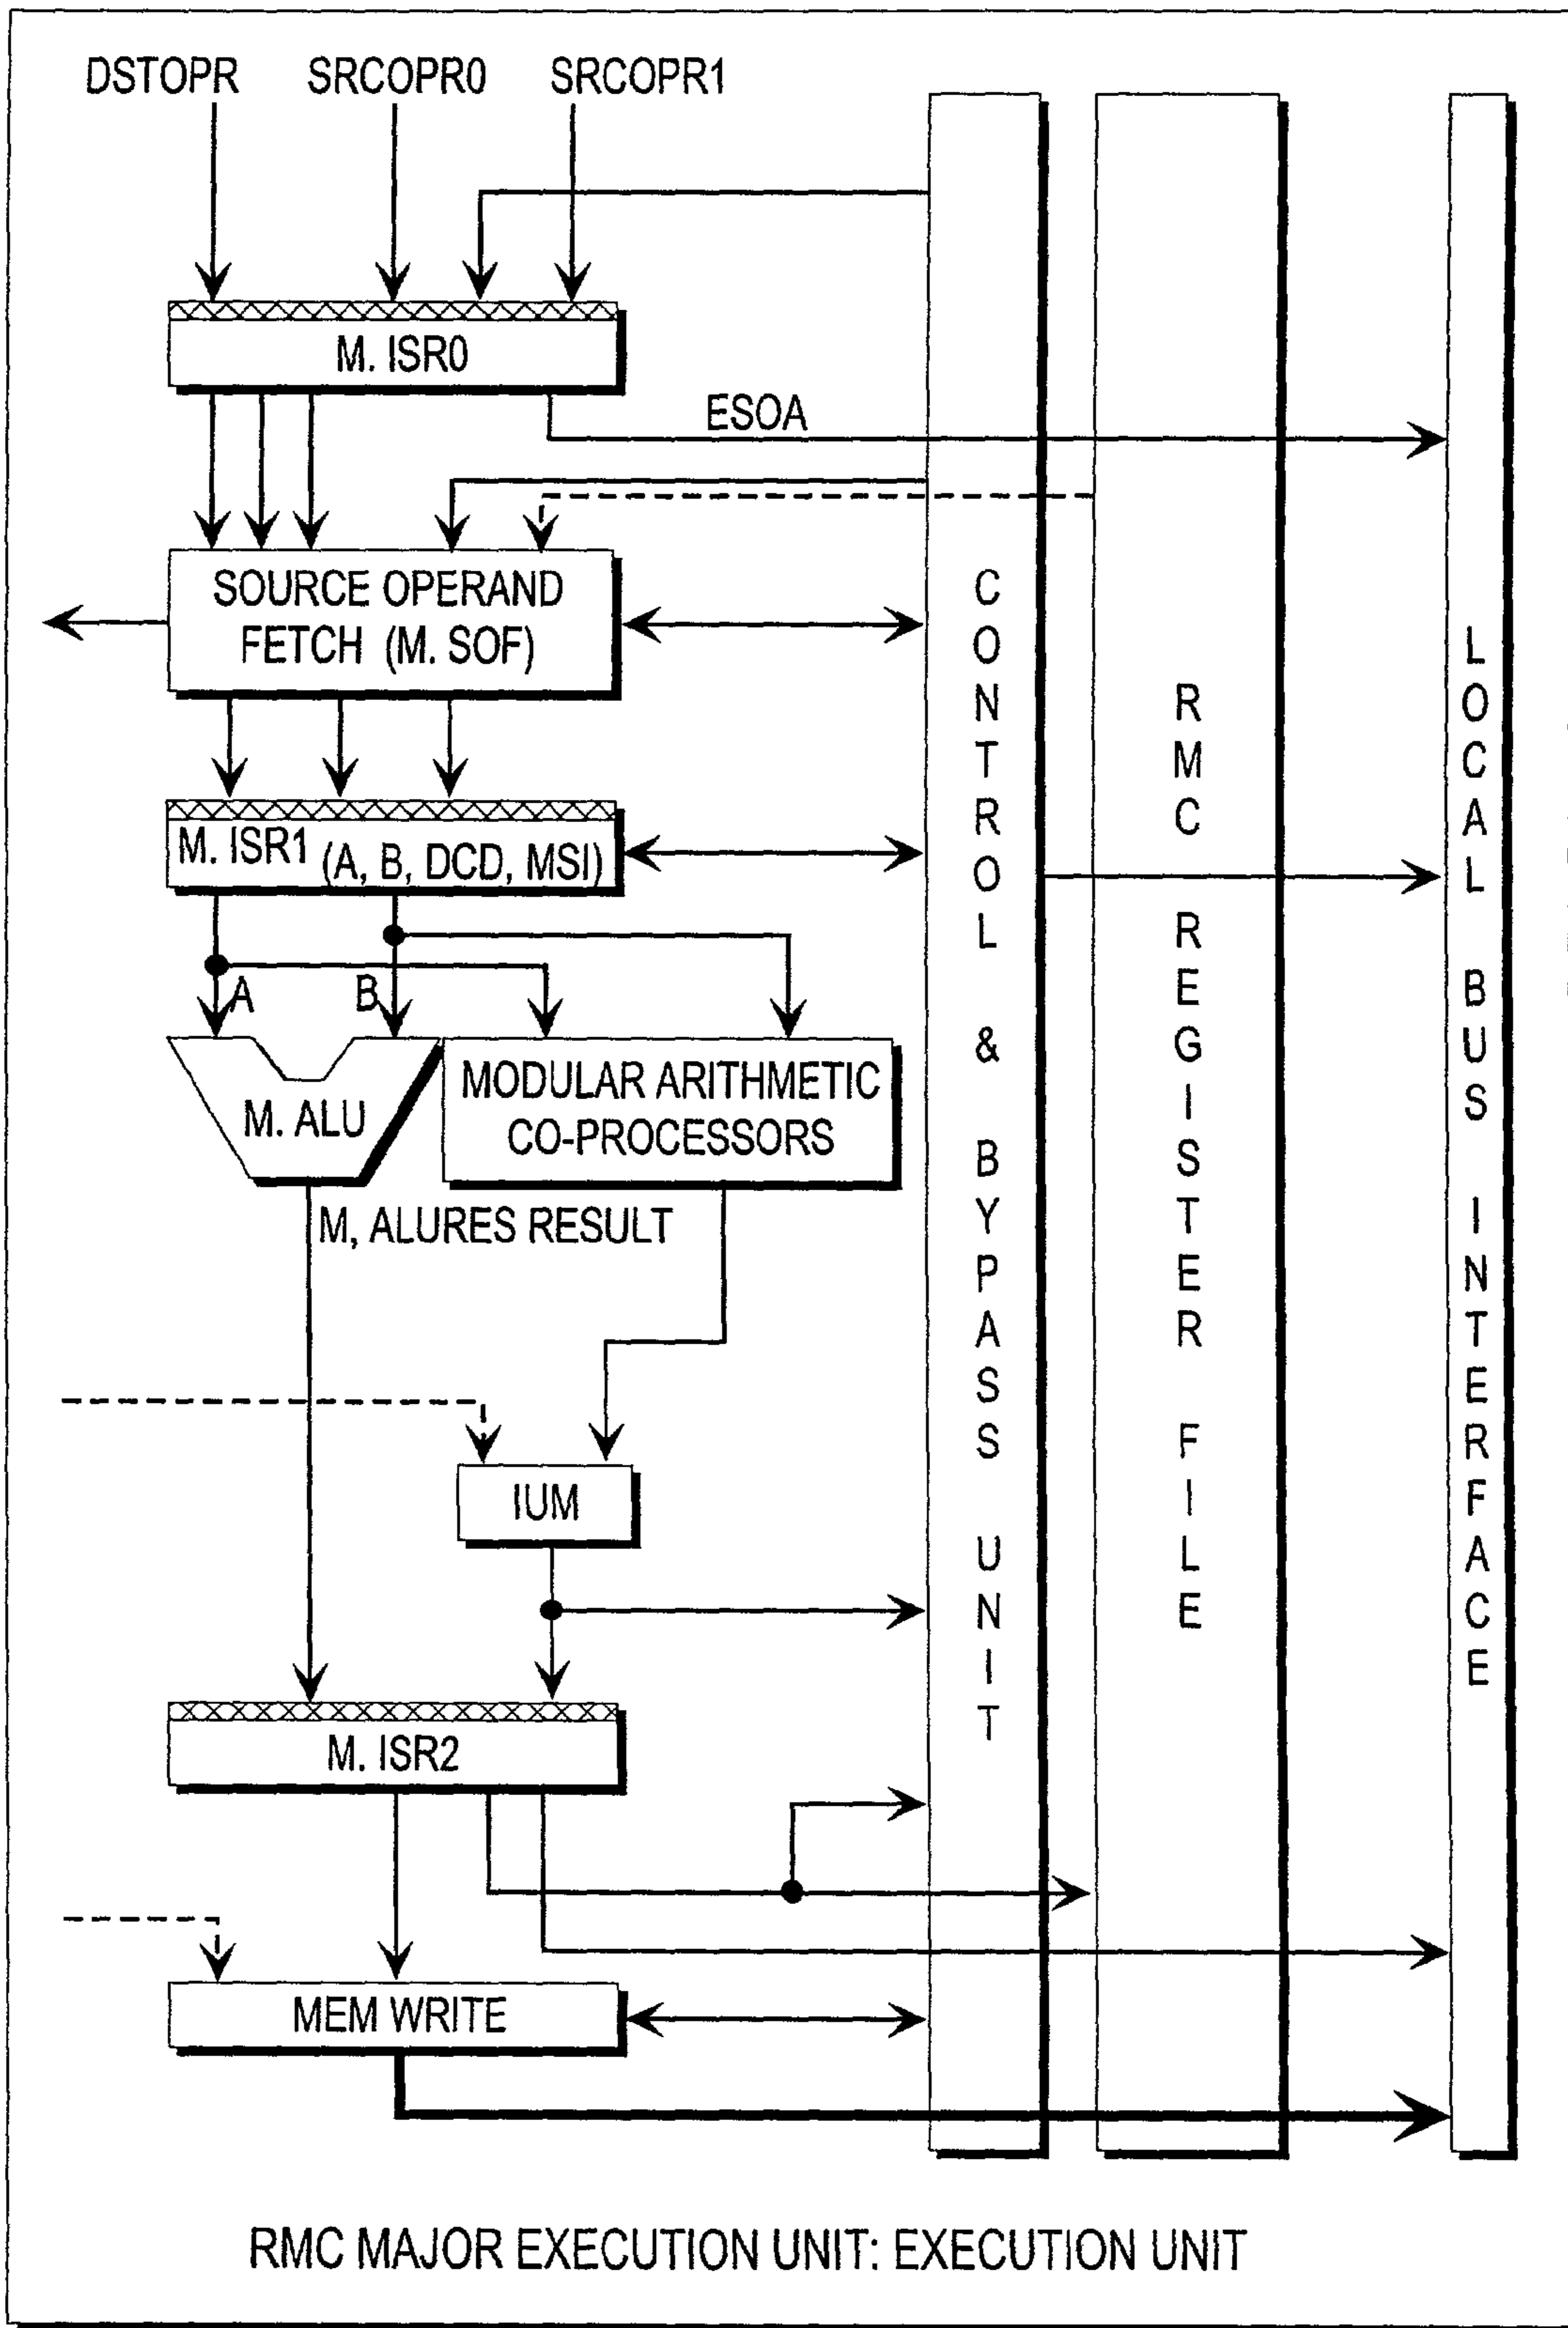 DSTOPR SRCOPR0 SRCOPR1
M. ISR0
ESOA
SOURCE OPERAND
FETCH (M. SOF)
M. ISR1 (A, B, DCD, MSI)
A B
M. ALU
MODULAR ARITHMETIC
CO-PROCESSORS
M, ALURES RESULT
IUM
M. ISR2
MEM WRITE
CONTROL & BYPASS UNIT
RMC REGISTER FILE
LOCAL BUS INTERFACE
RMC MAJOR EXECUTION UNIT: EXECUTION UNIT